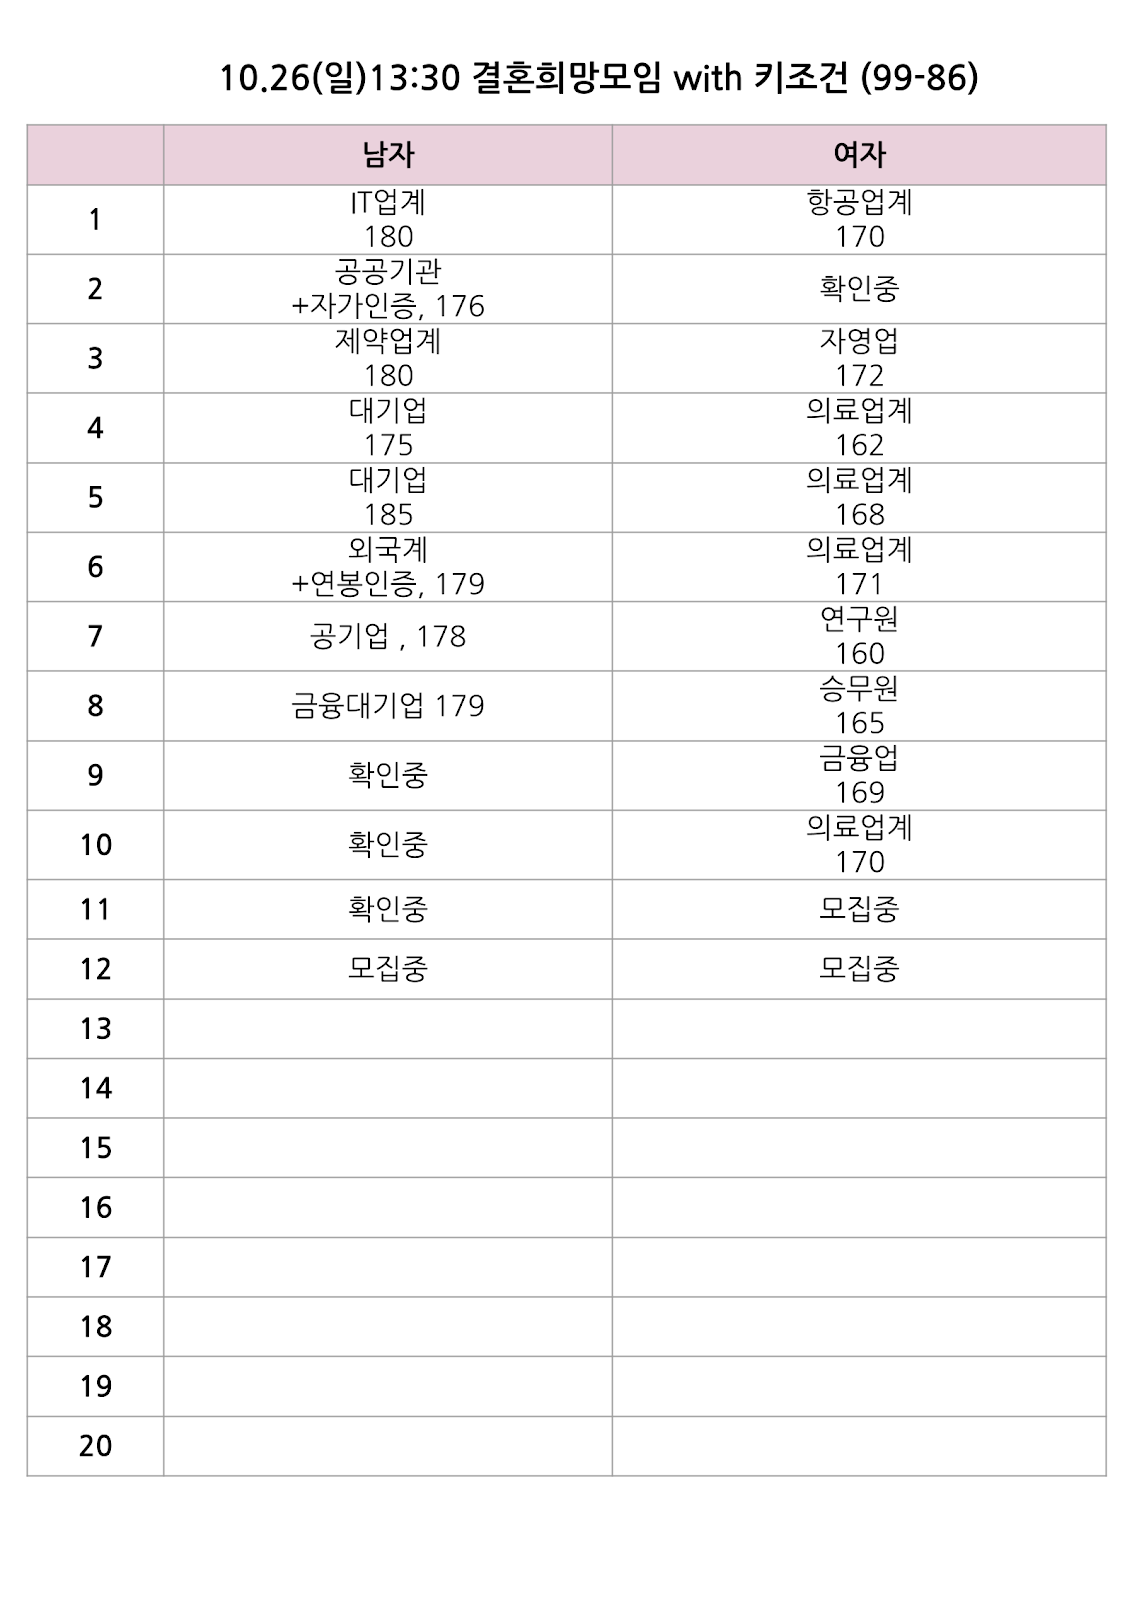 10.26(일)13:30 결혼희망모임 with 키조건 (99-86)
남자 여자
1 IT업계 항공업계
180 170
2 공공기관 확인중
+자가인증, 176
3 제약업계 자영업
180 172
4 대기업 의료업계
175 162
5 대기업 의료업계
185 168
6 외국계 의료업계
+연봉인증, 179 171
7 공기업 , 178 연구원
160
8 금융대기업 179 승무원
165
9 확인중 금융업
169
10 확인중 의료업계
170
11 확인중 모집중
12 모집중 모집중
13
14
15
16
17
18
19
20